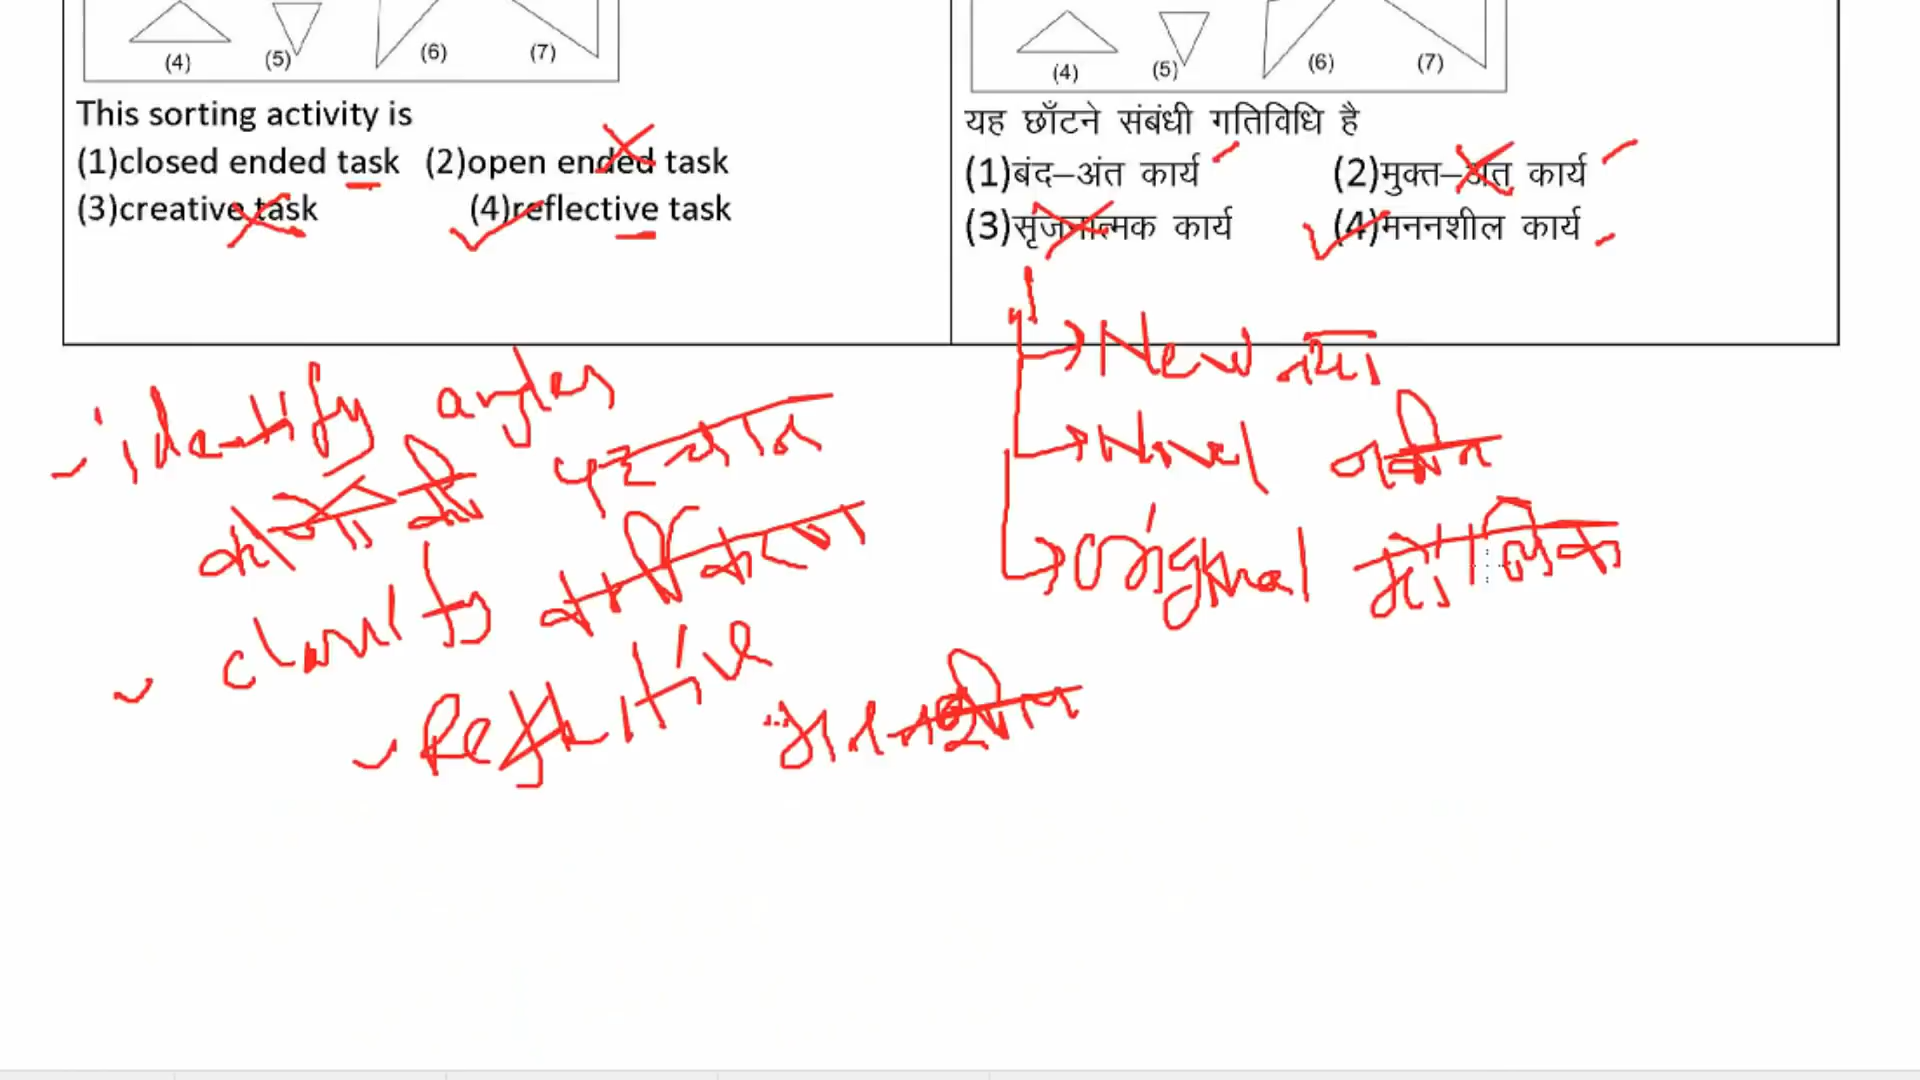 (4) (5) (6) (7)
This sorting activity is
(1)closed ended task (2)open ended task
(3)creative task (4)reflective task
(4) (5) (6) (7)
यह छाँटने संबंधी गतिविधि है
(1)बंद–अंत कार्य (2)मुक्त–अंत कार्य
(3)सृजनात्मक कार्य (4)मननशील कार्य
identify angles
पहचान
clarity वर्गीकरण
Reflective मननशील
New नया
Novel नवीन
Original मौलिक